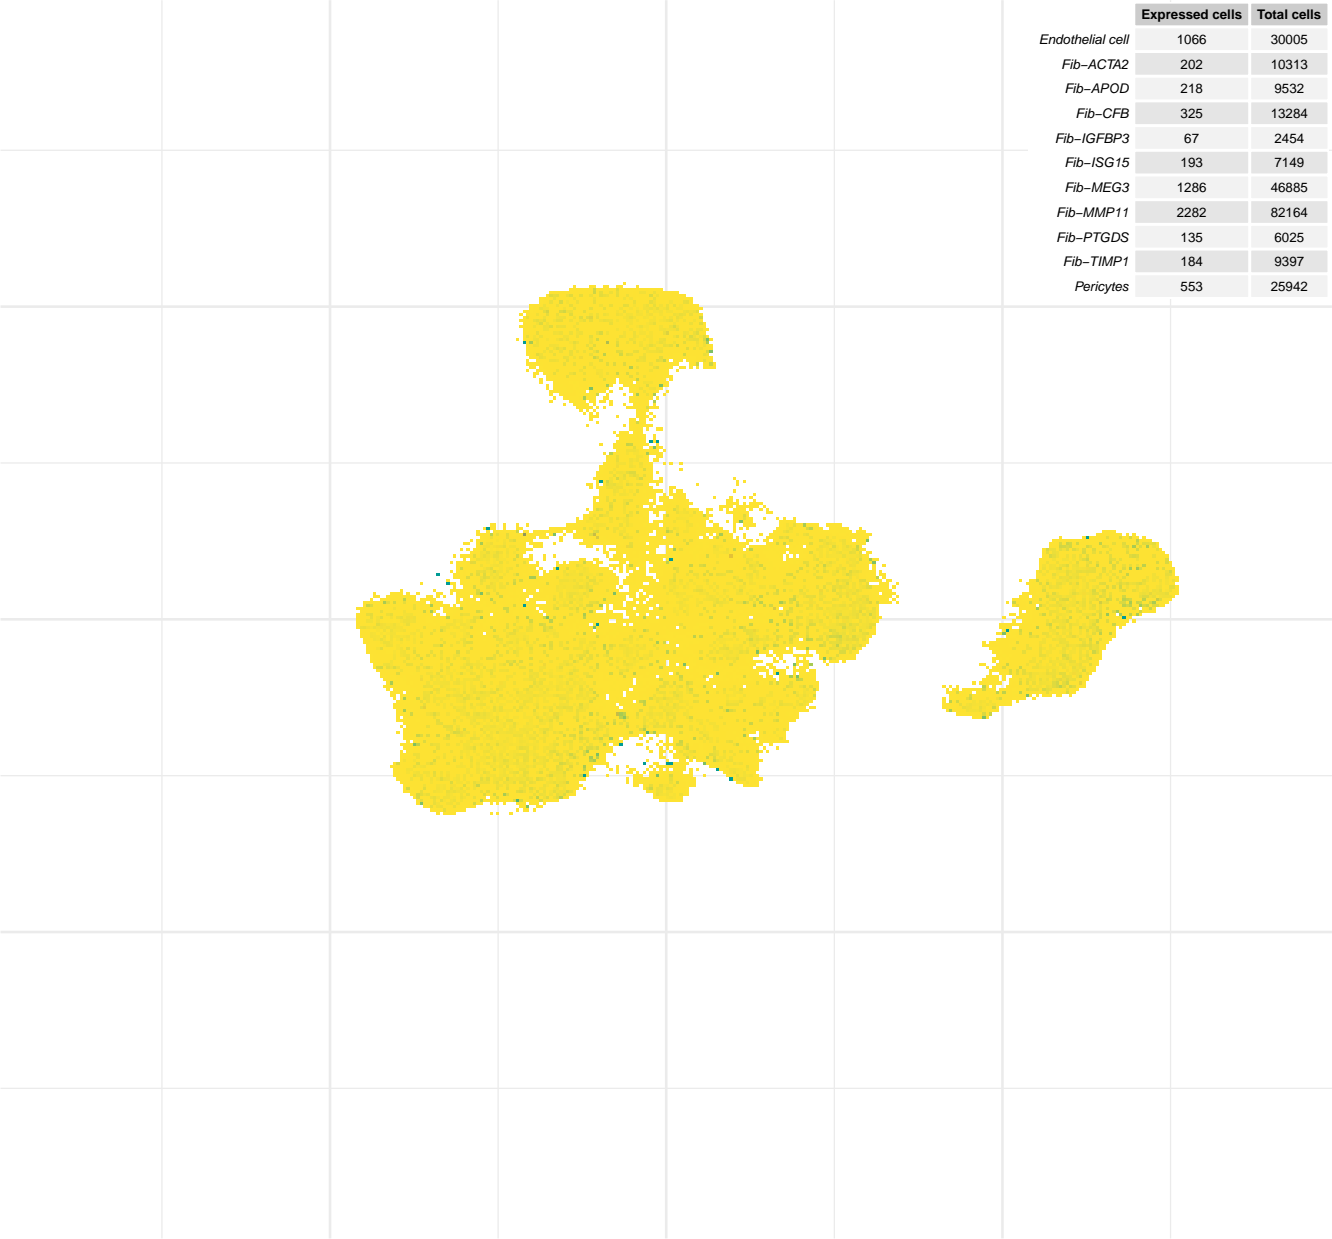 Expressed cells Total cells
Endothelial cell 1066 30005
Fib−ACTA2 202 10313
Fib−APOD 218 9532
Fib−CFB 325 13284
Fib−IGFBP3 67 2454
Fib−ISG15 193 7149
Fib−MEG3 1286 46885
Fib−MMP11 2282 82164
Fib−PTGDS 135 6025
Fib−TIMP1 184 9397
Pericytes 553 25942